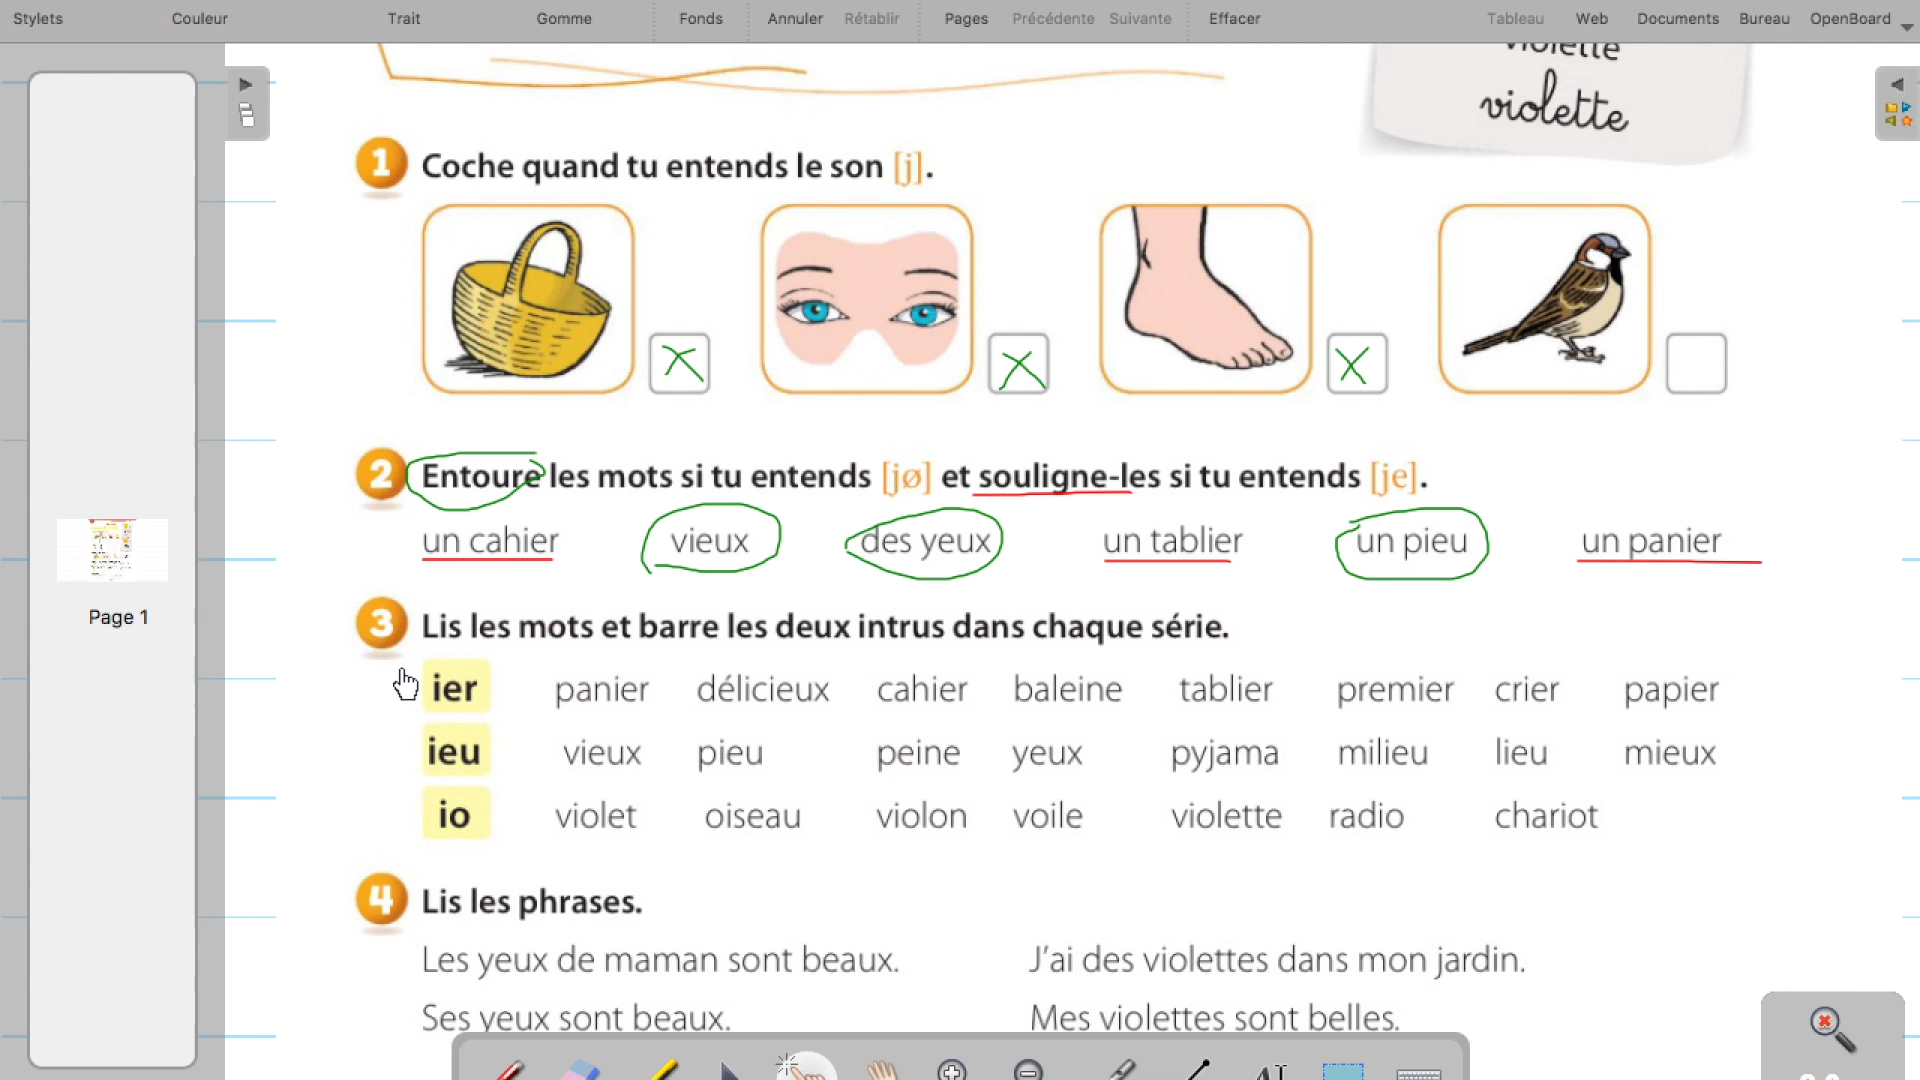 Stylets Couleur Trait Gomme Fonds Annuler Rétablir Pages Précédente Suivante Effacer Tableau Web Documents Bureau OpenBoard
violette
violette
1 Coche quand tu entends le son [j].
2 Entoure les mots si tu entends [jø] et souligne-les si tu entends [je].
un cahier vieux des yeux un tablier un pieu un panier
Page 1
3 Lis les mots et barre les deux intrus dans chaque série.
ier panier délicieux cahier baleine tablier premier crier papier
ieu vieux pieu peine yeux pyjama milieu lieu mieux
io violet oiseau violon voile violette radio chariot
4 Lis les phrases.
Les yeux de maman sont beaux. J'ai des violettes dans mon jardin.
Ses yeux sont beaux. Mes violettes sont belles.